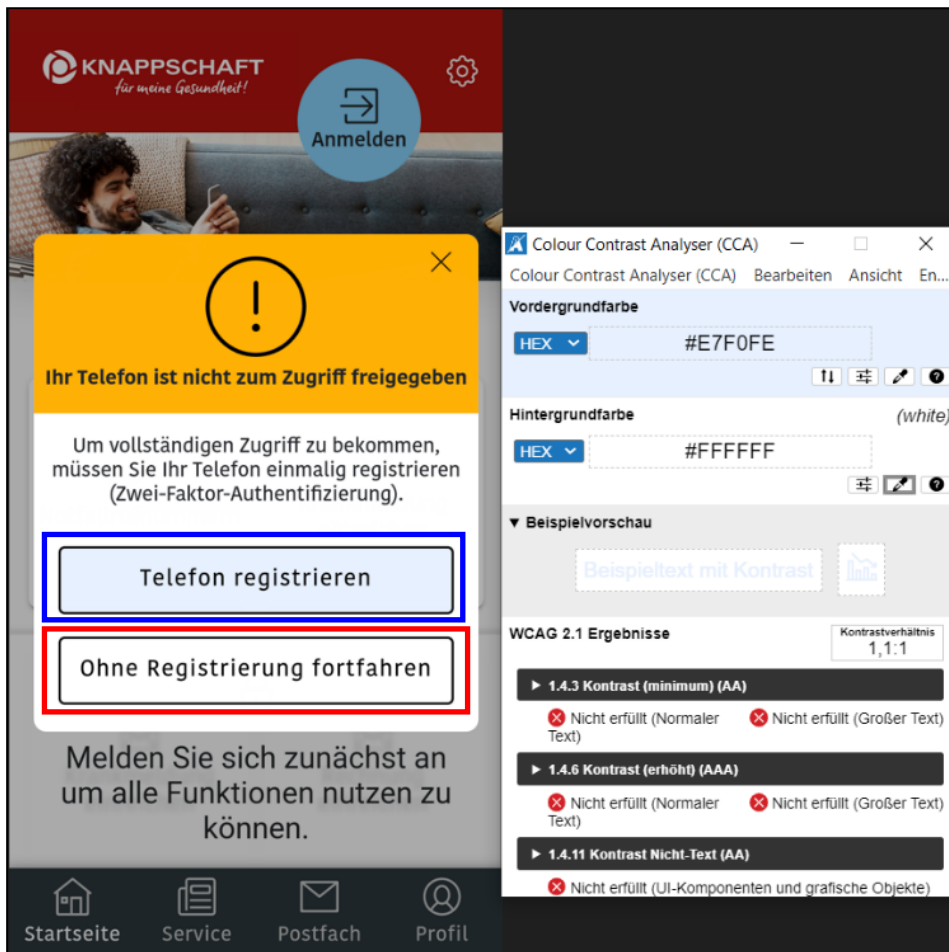 KNAPPSCHAFT
für meine Gesundheit!
Anmelden
!
Ihr Telefon ist nicht zum Zugriff freigegeben
Um vollständigen Zugriff zu bekommen,
müssen Sie Ihr Telefon einmalig registrieren
(Zwei-Faktor-Authentifizierung).
Telefon registrieren
Ohne Registrierung fortfahren
Melden Sie sich zunächst an
um alle Funktionen nutzen zu
können.
Startseite Service Postfach Profil
Colour Contrast Analyser (CCA)
Colour Contrast Analyser (CCA) Bearbeiten Ansicht En...
Vordergrundfarbe
HEX #E7F0FE
Hintergrundfarbe (white)
HEX #FFFFFF
▼ Beispielvorschau
Beispieltext mit Kontrast
WCAG 2.1 Ergebnisse
Kontrastverhältnis
1,1:1
1.4.3 Kontrast (minimum) (AA)
Nicht erfüllt (Normaler Text)
Nicht erfüllt (Großer Text)
1.4.6 Kontrast (erhöht) (AAA)
Nicht erfüllt (Normaler Text)
Nicht erfüllt (Großer Text)
1.4.11 Kontrast Nicht-Text (AA)
Nicht erfüllt (UI-Komponenten und grafische Objekte)